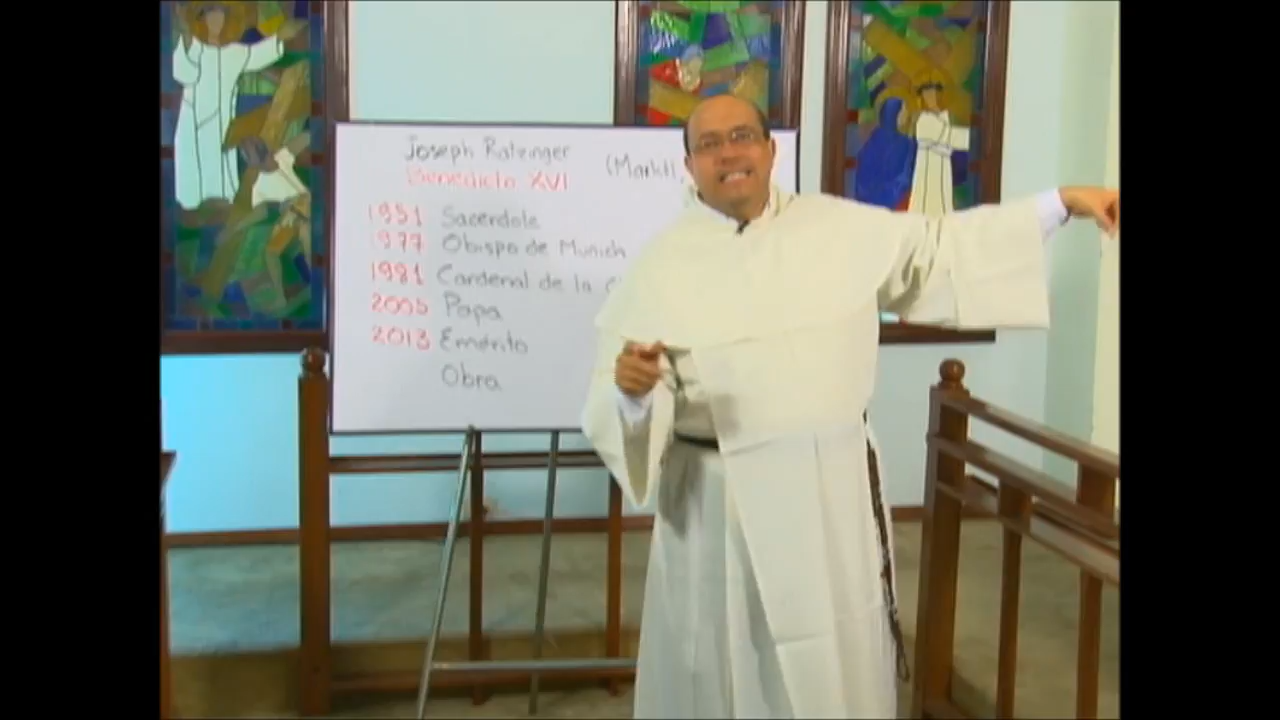 Joseph Ratzinger (Marktl,
Benedicto XVI
1951 Sacerdote
1977 Obispo de Munich
1981 Cardenal de la C
2005 Papa
2013 Emérito
Obra